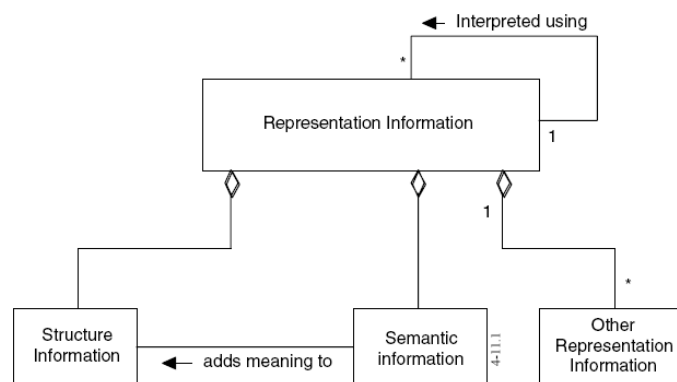 Interpreted using
*
Representation Information
1
1
*
Structure
Information
adds meaning to
Semantic
information
4-11.1
Other
Representation
Information